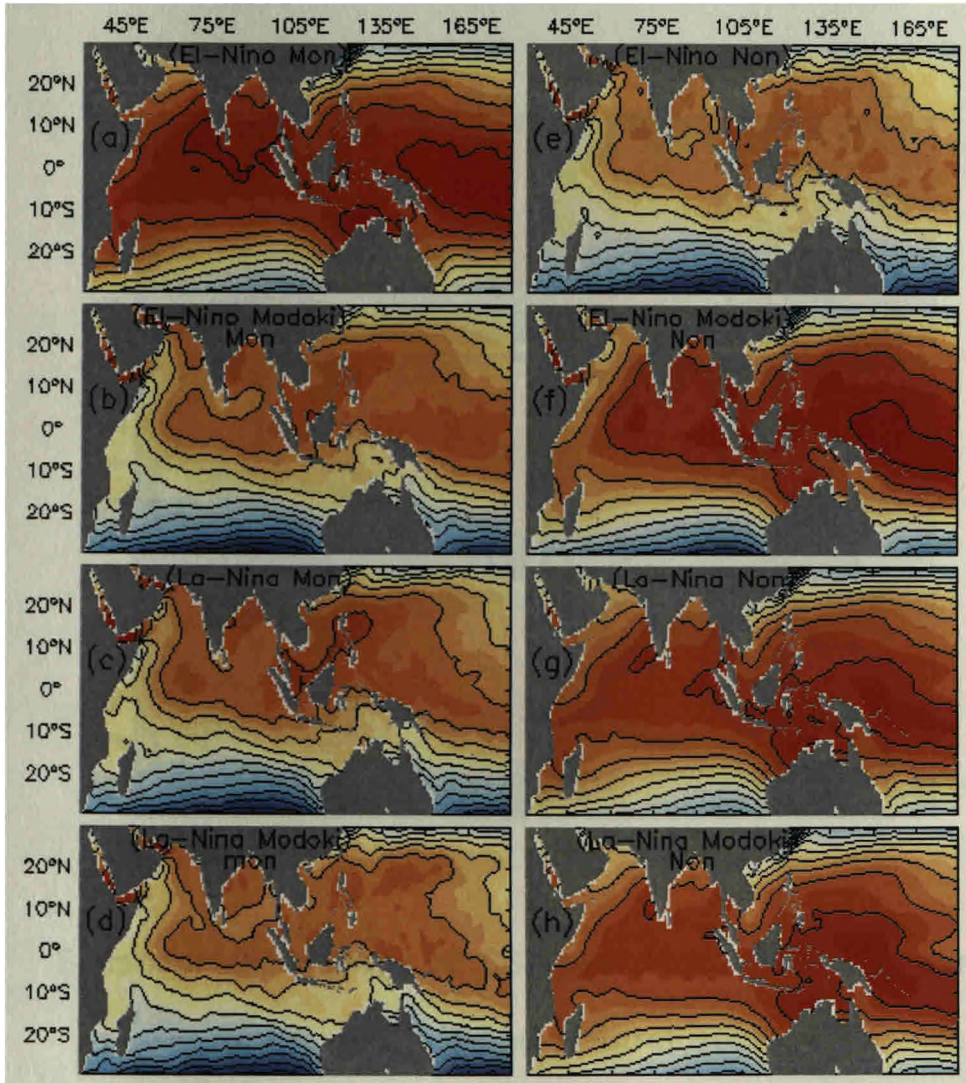 45°E 75°E 105°E 135°E 165°E 45°E 75°E 105°E 135°E 165°E
(El-Nino Mon)
20°N
10°N
(a)
0°
10°S
20°S
(El-Nino Non)
(e)
(El-Nino Modoki)
Mon
20°N
10°N
(b)
0°
10°S
20°S
(El-Nino Modoki)
Non
(f)
(La-Nina Mon)
20°N
10°N
(c)
0°
10°S
20°S
(La-Nina Non)
(g)
(La-Nina Modoki)
mon
20°N
10°N
(d)
0°
10°S
20°S
(La-Nina Modoki)
Non
(h)